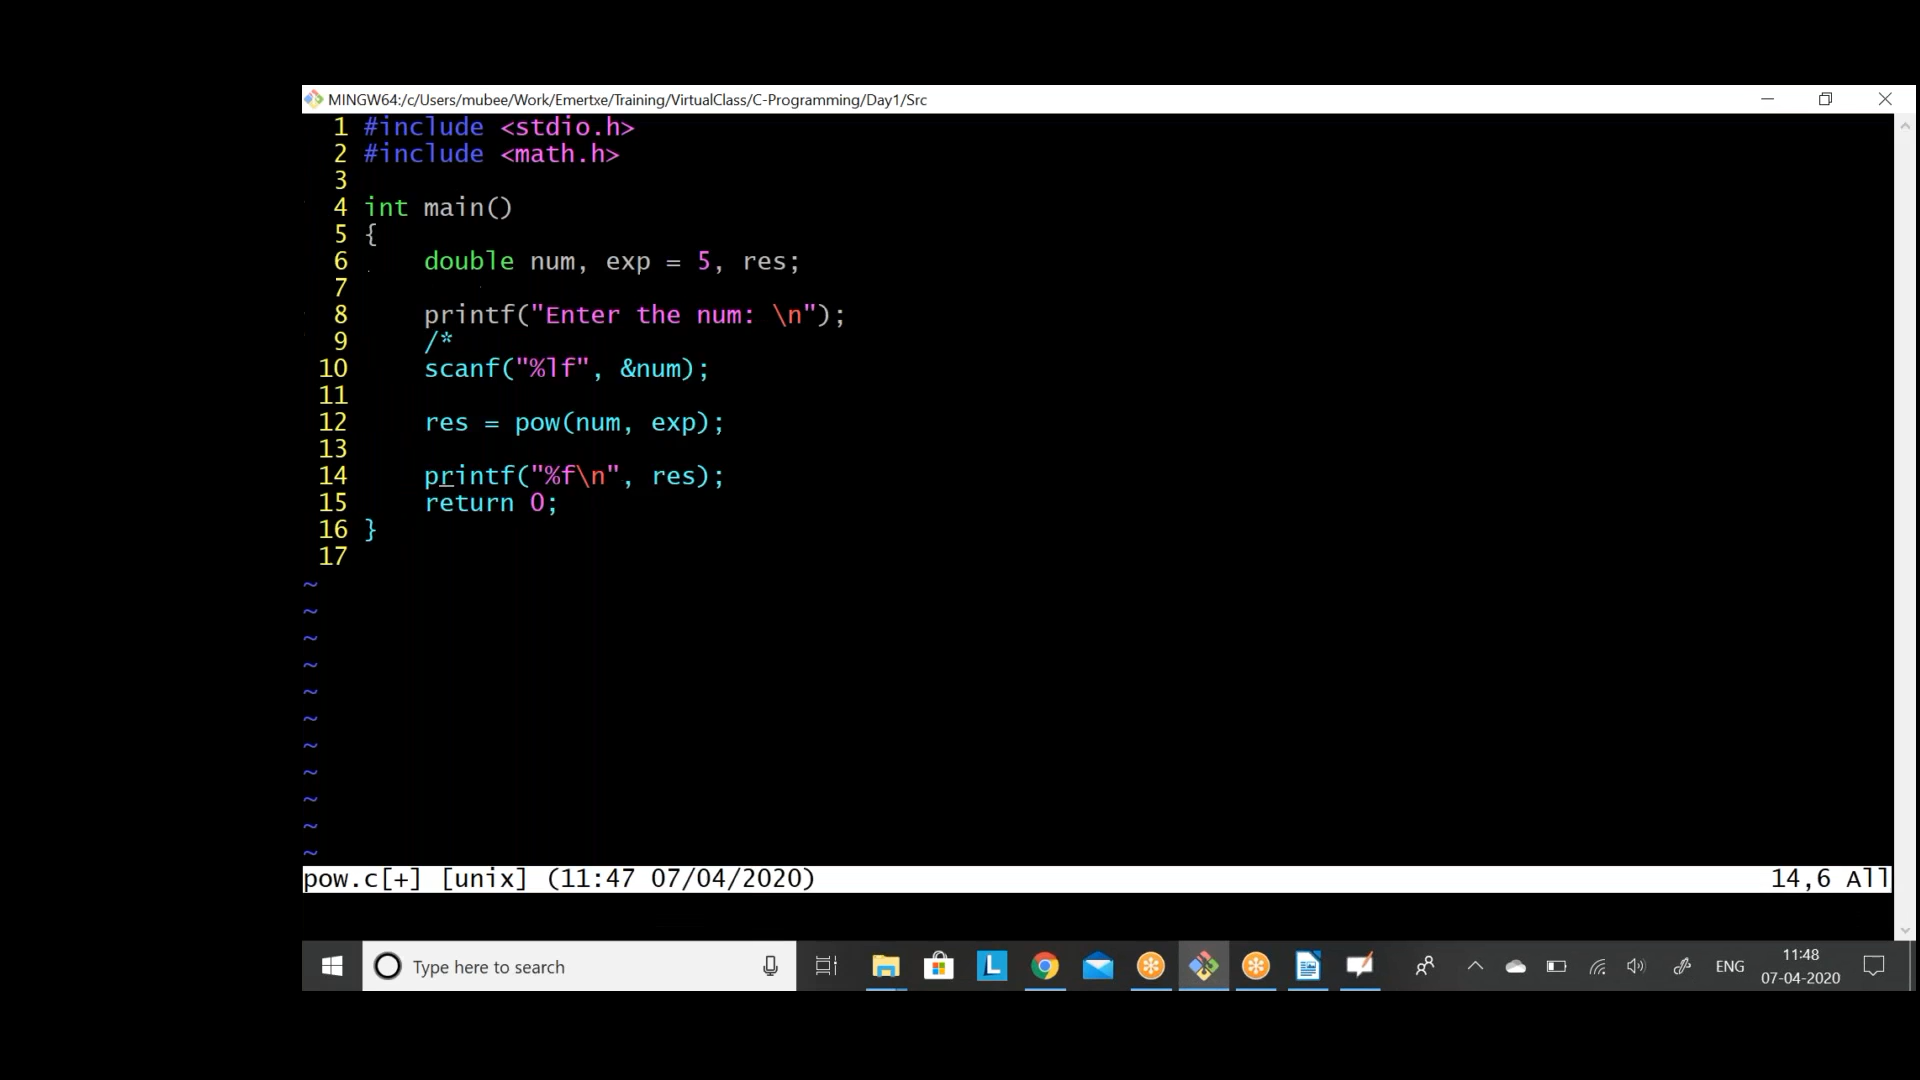 MINGW64:/c/Users/mubee/Work/Emertxe/Training/VirtualClass/C-Programming/Day1/Src
1 #include <stdio.h>
2 #include <math.h>
3
4 int main()
5 {
6     double num, exp = 5, res;
7
8     printf("Enter the num: \n");
9     /*
10     scanf("%lf", &num);
11
12     res = pow(num, exp);
13
14     printf("%f\n", res);
15     return 0;
16 }
17
~
~
~
~
~
~
~
~
~
~
~
pow.c[+] [unix] (11:47 07/04/2020) 14,6 All
Type here to search
L
ENG
11:48
07-04-2020